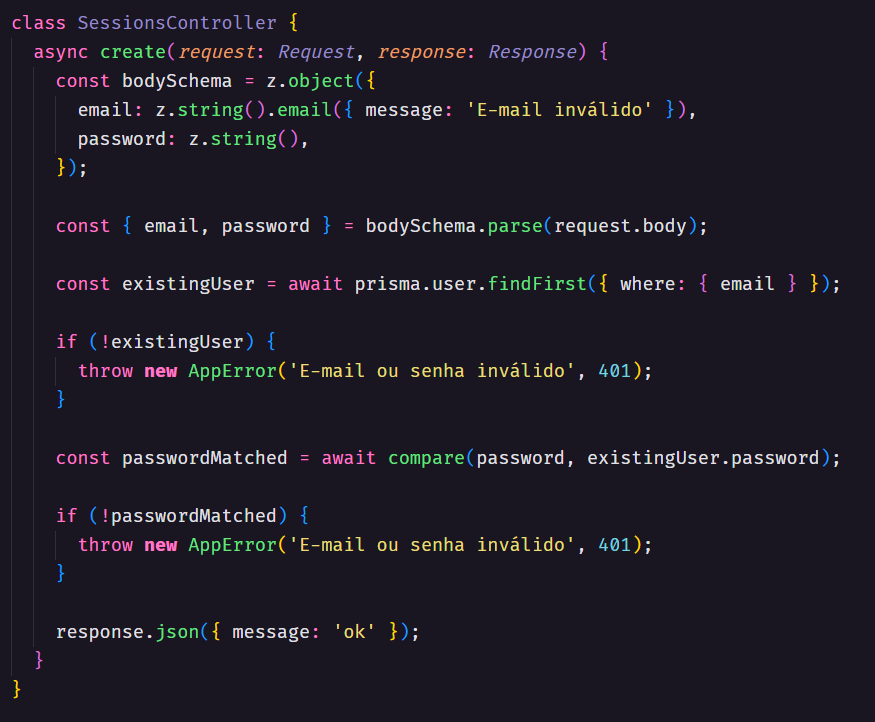 class SessionsController {
async create(request: Request, response: Response) {
const bodySchema = z.object({
email: z.string().email({ message: 'E-mail inválido' }),
password: z.string(),
});
const { email, password } = bodySchema.parse(request.body);
const existingUser = await prisma.user.findFirst({ where: { email } });
if (!existingUser) {
throw new AppError('E-mail ou senha inválido', 401);
}
const passwordMatched = await compare(password, existingUser.password);
if (!passwordMatched) {
throw new AppError('E-mail ou senha inválido', 401);
}
response.json({ message: 'ok' });
}
}